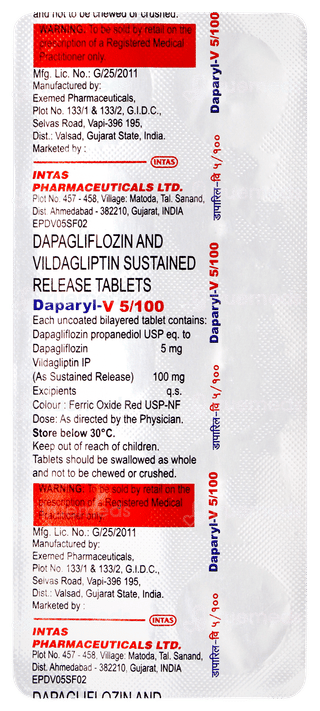 and not to be chewed or crushed.
WARNING: To be sold by retail on the
prescription of a Registered Medical
Practitioner only.
Mfg. Lic. No.: G/25/2011
Manufactured by:
Exemed Pharmaceuticals,
Plot No. 133/1 & 133/2, G.I.D.C.,
Selvas Road, Vapi-396 195,
Dist.: Valsad, Gujarat State, India.
Marketed by :
INTAS
INTAS
PHARMACEUTICALS LTD.
Plot No. 457 - 458, Village: Matoda, Tal. Sanand,
Dist. Ahmedabad - 382210, Gujarat, INDIA
EPDV05SF02
DAPAGLIFLOZIN AND
VILDAGLIPTIN SUSTAINED
RELEASE TABLETS
Daparyl-V 5/100
Each uncoated bilayered tablet contains:
Dapagliflozin propanediol USP eq. to
Dapagliflozin 5 mg
Vildagliptin IP
(As Sustained Release) 100 mg
Excipients q.s.
Colour : Ferric Oxide Red USP-NF
Dose: As directed by the Physician.
Store below 30°C.
Keep out of reach of children.
Tablets should be swallowed as whole
and not to be chewed or crushed.
WARNING: To be sold by retail on the
prescription of a Registered Medical
Practitioner only.
Mfg. Lic. No.: G/25/2011
Manufactured by:
Exemed Pharmaceuticals,
Plot No. 133/1 & 133/2, G.I.D.C.,
Selvas Road, Vapi-396 195,
Dist.: Valsad, Gujarat State, India.
Marketed by :
INTAS
INTAS
PHARMACEUTICALS LTD.
Plot No. 457 - 458, Village: Matoda, Tal. Sanand,
Dist. Ahmedabad - 382210, Gujarat, INDIA
EPDV05SF02
DAPAGLIFLOZIN AND
Daparyl-V 5/100
डापारिल-वि ५/१००
Daparyl-V 5/100
डापारिल-वि ५/१००
Daparyl-V 5/100
डापारिल-वि ५/१००